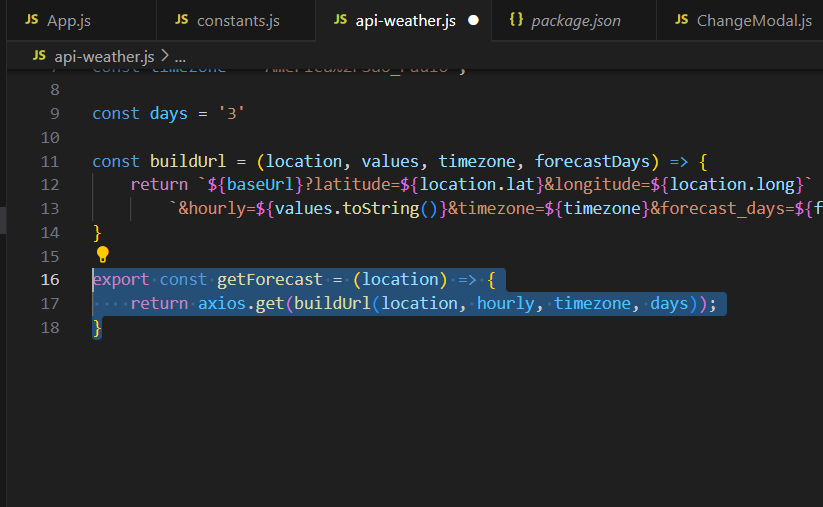 JS App.js JS constants.js JS api-weather.js {} package.json JS ChangeModal.js
JS api-weather.js > ...
8
9 const days = '3'
10
11 const buildUrl = (location, values, timezone, forecastDays) => {
12 return `${baseUrl}?latitude=${location.lat}&longitude=${location.long}`
13 `&hourly=${values.toString()}&timezone=${timezone}&forecast_days=${f
14 }
15
16 export const getForecast = (location) => {
17 return axios.get(buildUrl(location, hourly, timezone, days));
18 }